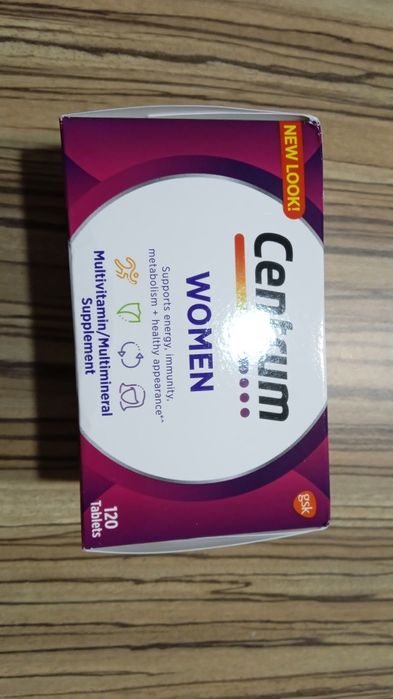 NEW LOOK!
Centrum
WOMEN
Supports energy, immunity,
metabolism + healthy appearance*^
Multivitamin/Multimineral
Supplement
120
Tablets
gsk